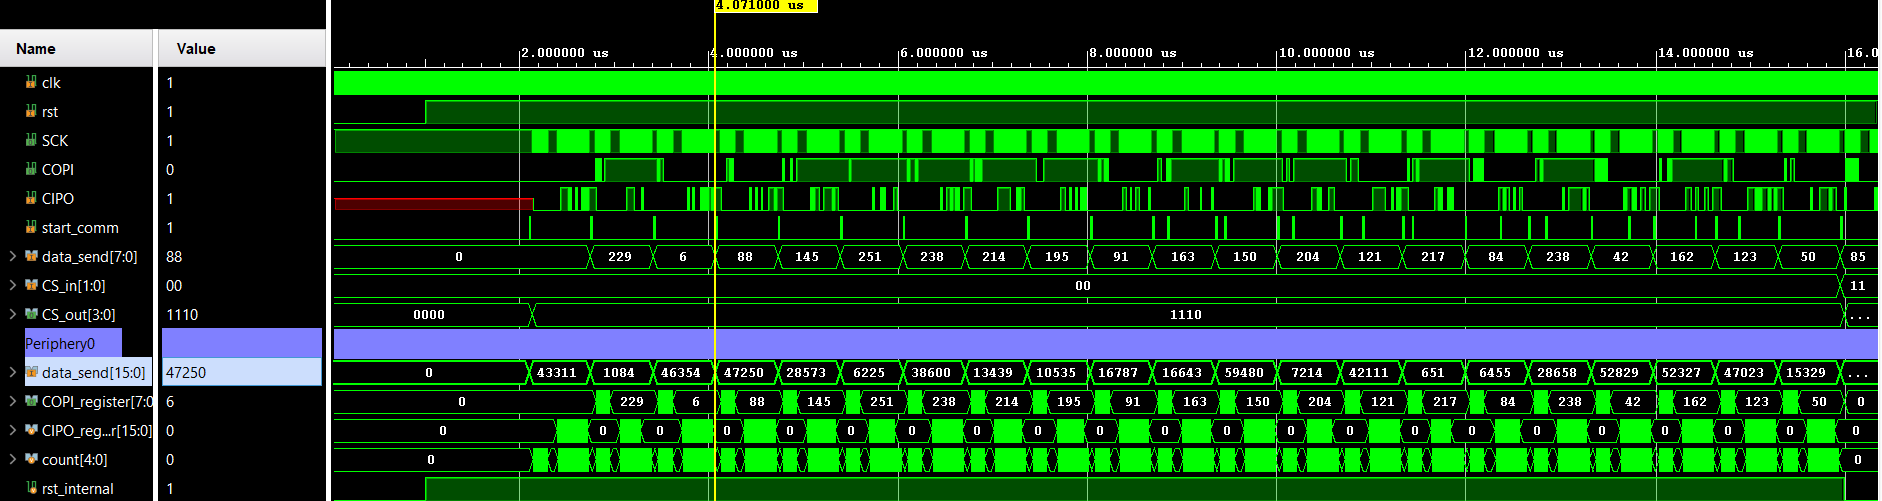 4.071000 us
Name Value
2.000000 us 4.000000 us 6.000000 us 8.000000 us 10.000000 us 12.000000 us 14.000000 us 16.0
clk 1
rst 1
SCK 1
COPI 0
CIPO 1
start_comm 1
data_send[7:0] 88 0 229 6 88 145 251 238 214 195 91 163 150 204 121 217 84 238 42 162 123 50 85
CS_in[1:0] 00 00 11
CS_out[3:0] 1110 0000 1110 ...
Periphery0
data_send[15:0] 47250 0 43311 1084 46354 47250 28573 6225 38600 13439 10535 16787 16643 59480 7214 42111 651 6455 28658 52829 52327 47023 15329 ...
COPI_register[7:0 6 0 229 6 88 145 251 238 214 195 91 163 150 204 121 217 84 238 42 162 123 50 0
CIPO_reg...r[15:0] 0 0 0 0 0 0 0 0 0 0 0 0 0 0 0 0 0 0 0 0 0 0 0
count[4:0] 0 0 0
rst_internal 1